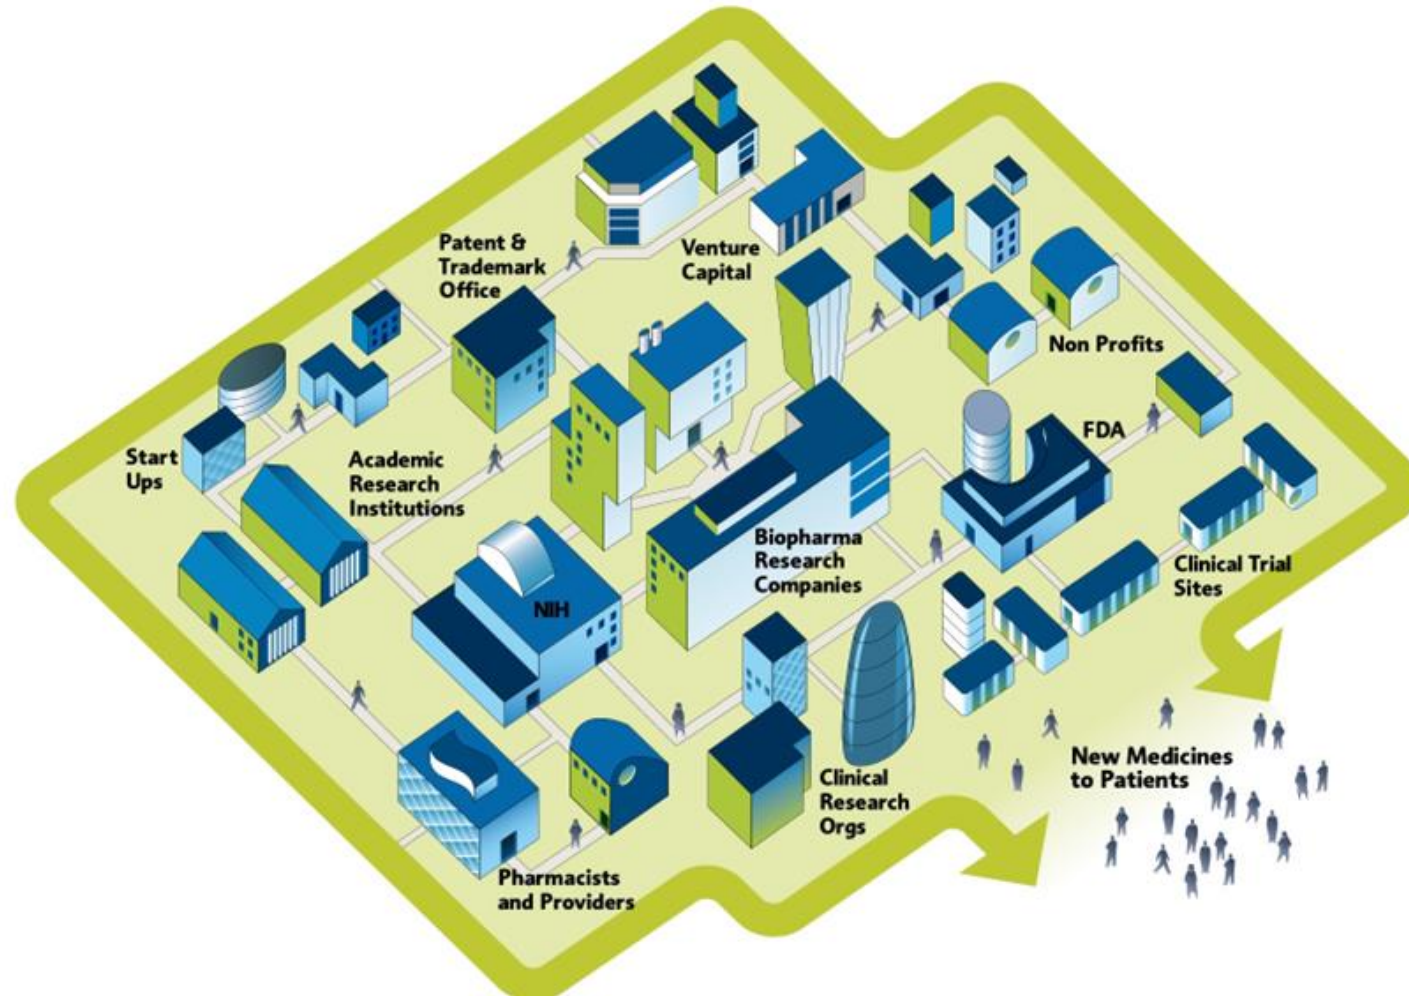 Patent &
Trademark
Office
Venture
Capital
Non Profits
Start
Ups
Academic
Research
Institutions
FDA
Biopharma
Research
Companies
Clinical Trial
Sites
NIH
New Medicines
to Patients
Clinical
Research
Orgs
Pharmacists
and Providers